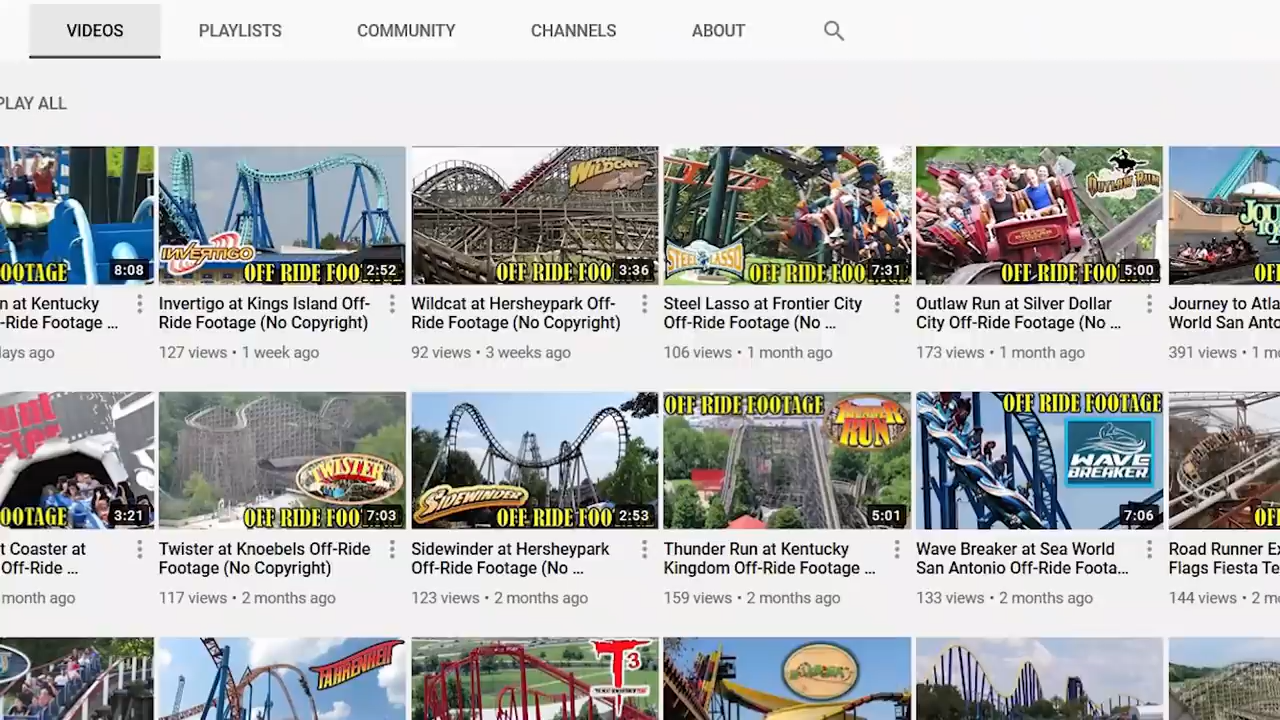 VIDEOS PLAYLISTS COMMUNITY CHANNELS ABOUT
PLAY ALL
OOTAGE 8:08
INVERTIGO
OFF RIDE FOO 2:52
WILDCAT
OFF RIDE FOO 3:36
STEEL LASSO
OFF RIDE FOO 7:31
OUTLAW RUN
OFF RIDE FOO 5:00
n at Kentucky
-Ride Footage ...
days ago
Invertigo at Kings Island Off-
Ride Footage (No Copyright)
127 views • 1 week ago
Wildcat at Hersheypark Off-
Ride Footage (No Copyright)
92 views • 3 weeks ago
Steel Lasso at Frontier City
Off-Ride Footage (No ...
106 views • 1 month ago
Outlaw Run at Silver Dollar
City Off-Ride Footage (No ...
173 views • 1 month ago
Journey to Atla
World San Anto
391 views • 1 m
OOTAGE 3:21
TWISTER
OFF RIDE FOO 7:03
SIDEWINDER
OFF RIDE FOO 2:53
OFF RIDE FOOTAGE
THUNDER RUN
5:01
OFF RIDE FOOTAGE
WAVE BREAKER
7:06
t Coaster at
Off-Ride ...
month ago
Twister at Knoebels Off-Ride
Footage (No Copyright)
117 views • 2 months ago
Sidewinder at Hersheypark
Off-Ride Footage (No ...
123 views • 2 months ago
Thunder Run at Kentucky
Kingdom Off-Ride Footage ...
159 views • 2 months ago
Wave Breaker at Sea World
San Antonio Off-Ride Foota...
133 views • 2 months ago
Road Runner E
Flags Fiesta Te
144 views • 2 m
FAHRENHEIT
T3